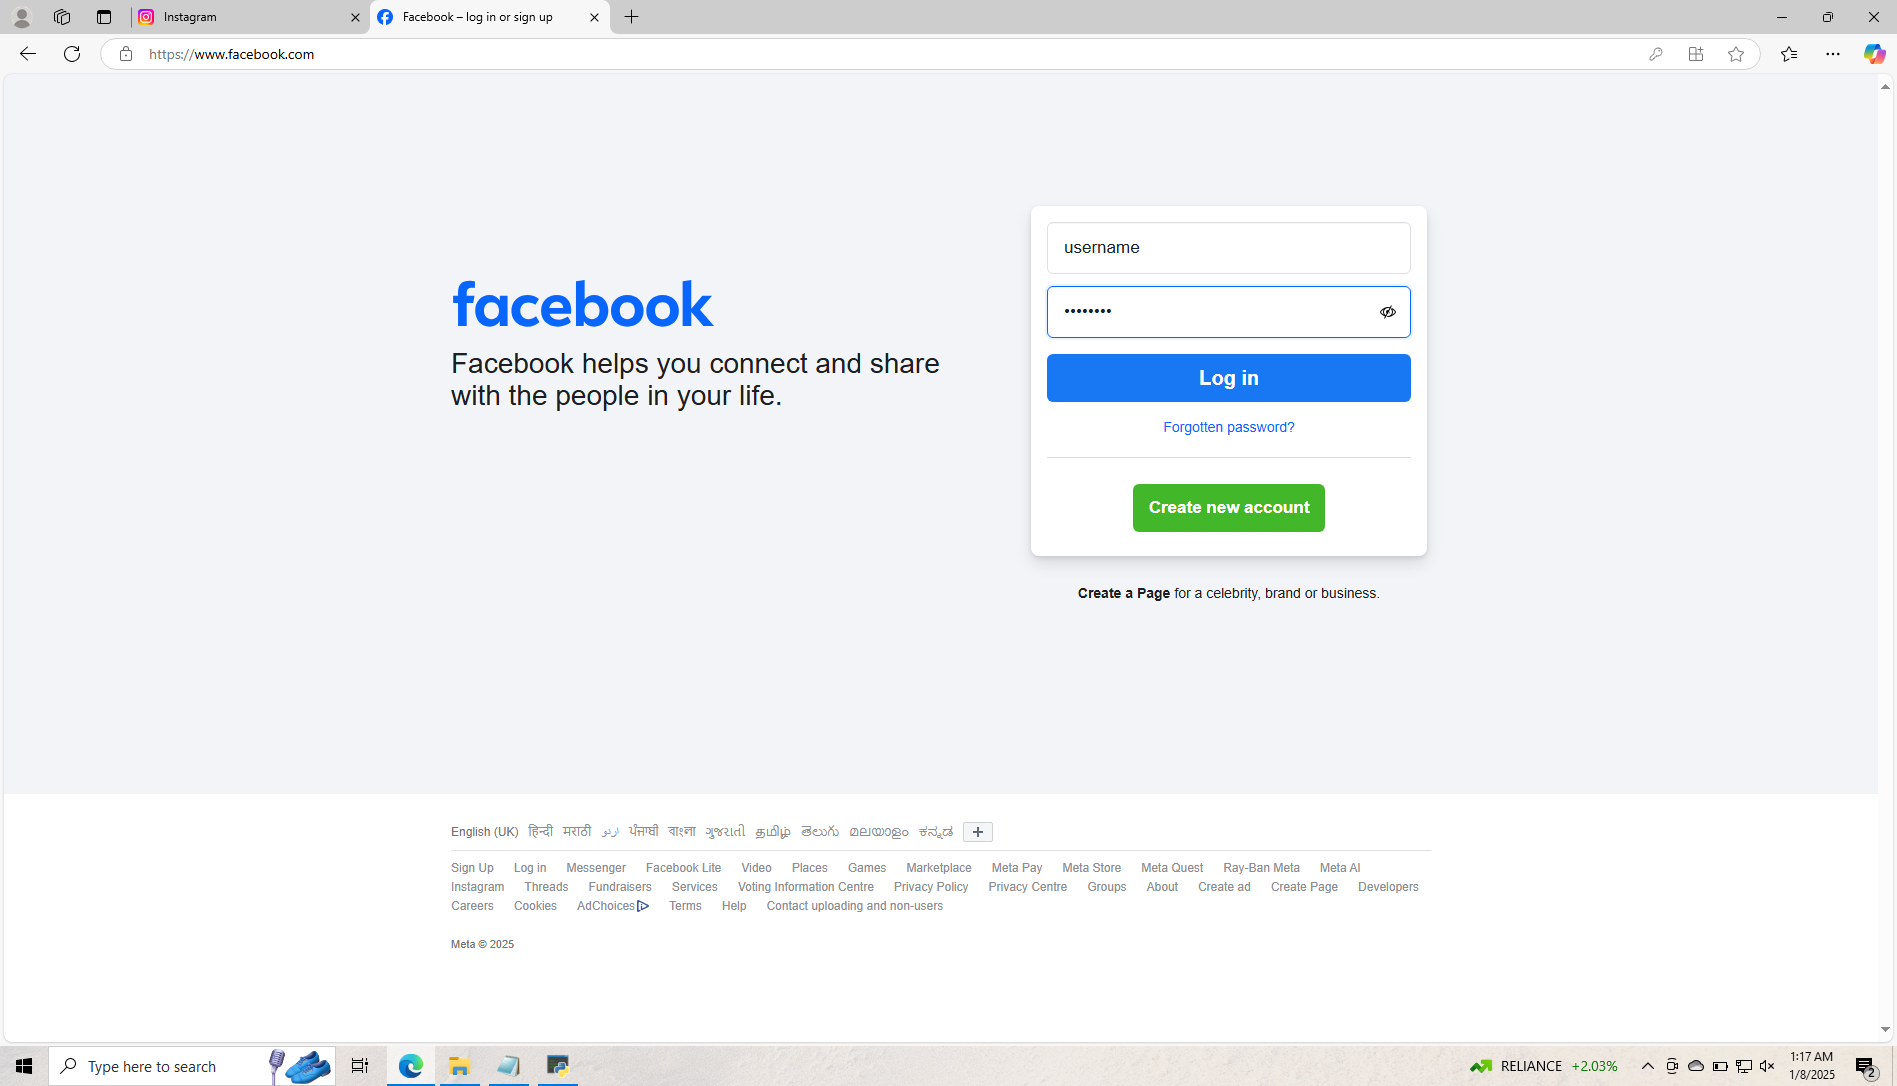 Instagram
Facebook – log in or sign up
https://www.facebook.com
username
••••••••
facebook
Facebook helps you connect and share
with the people in your life.
Log in
Forgotten password?
Create new account
Create a Page for a celebrity, brand or business.
English (UK) हिन्दी मराठी اردو ਪੰਜਾਬੀ বাংলা ગુજરાતી தமிழ் తెలుగు മലയാളം ಕನ್ನಡ +
Sign Up Log in Messenger Facebook Lite Video Places Games Marketplace Meta Pay Meta Store Meta Quest Ray-Ban Meta Meta AI
Instagram Threads Fundraisers Services Voting Information Centre Privacy Policy Privacy Centre Groups About Create ad Create Page Developers
Careers Cookies AdChoices Terms Help Contact uploading and non-users
Meta © 2025
Type here to search
RELIANCE +2.03%
1:17 AM
1/8/2025
2